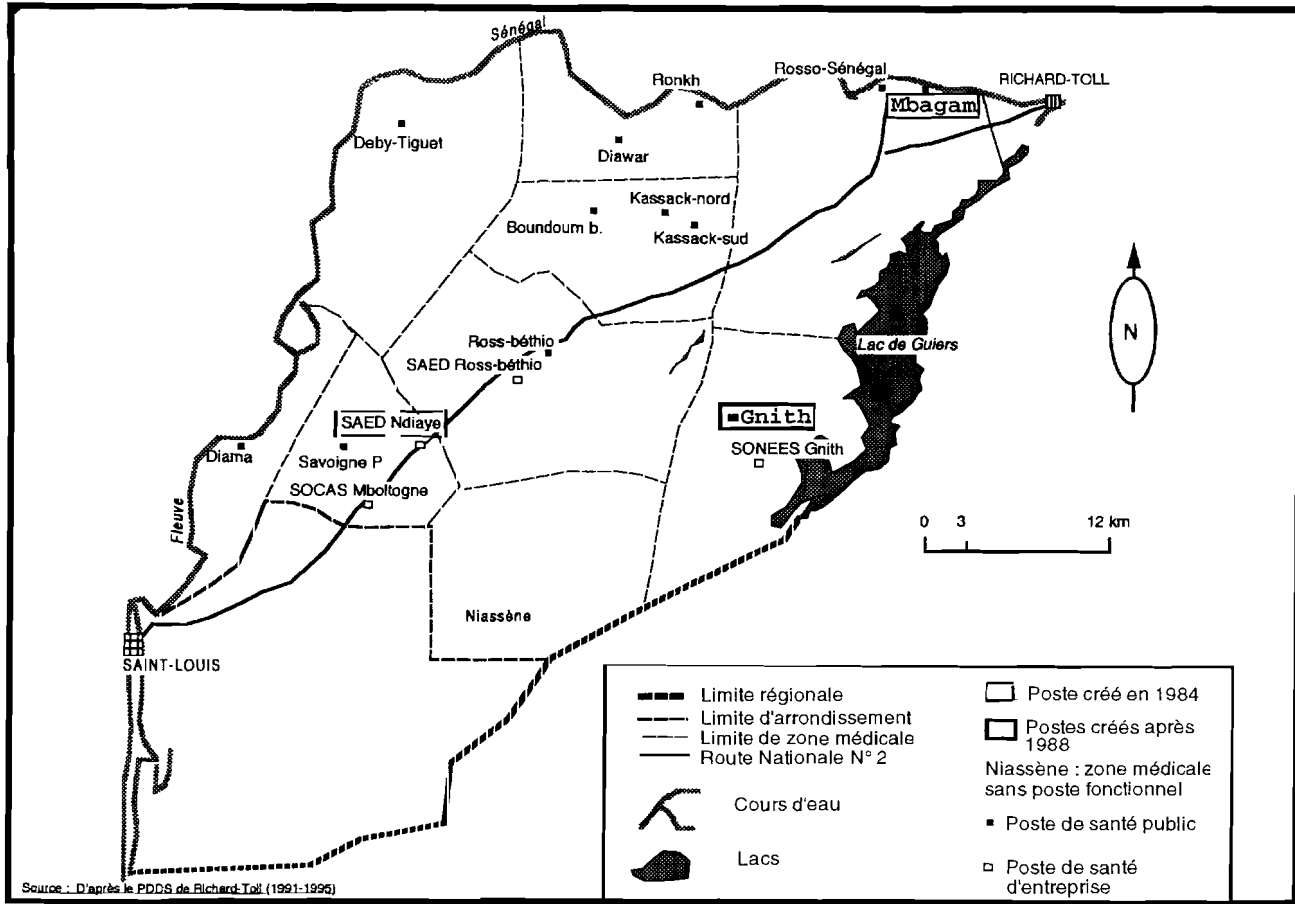 Sénégal
Ronkh
Rosso-Sénégal
RICHARD-TOLL
Mbagam
Deby-Tiguet
Diawar
Kassack-nord
Boundoum b.
Kassack-sud
Ross-béthio
SAED Ross-béthio
Lac de Guiers
N
SAED Ndiaye
Gnith
Diama
Savoigne P
SONEES Gnith
SOCAS Mboltogne
Fleuve
0 3 12 km
Niassène
SAINT-LOUIS
Limite régionale
Limite d'arrondissement
Limite de zone médicale
Route Nationale N° 2
Cours d'eau
Lacs
Poste créé en 1984
Postes créés après
1988
Niassène : zone médicale
sans poste fonctionnel
Poste de santé public
Poste de santé
d'entreprise
Source : D'après le PDDS de Richard-Toll (1991-1995)